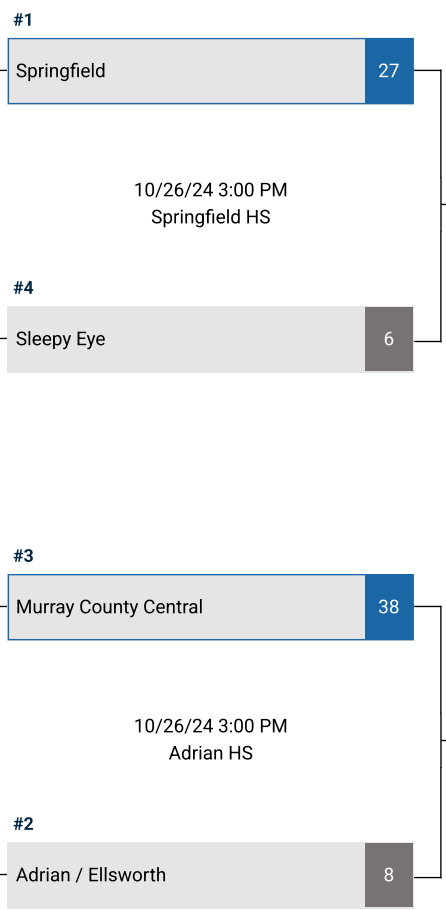 #1
Springfield 27
10/26/24 3:00 PM
Springfield HS
#4
Sleepy Eye 6
#3
Murray County Central 38
10/26/24 3:00 PM
Adrian HS
#2
Adrian / Ellsworth 8